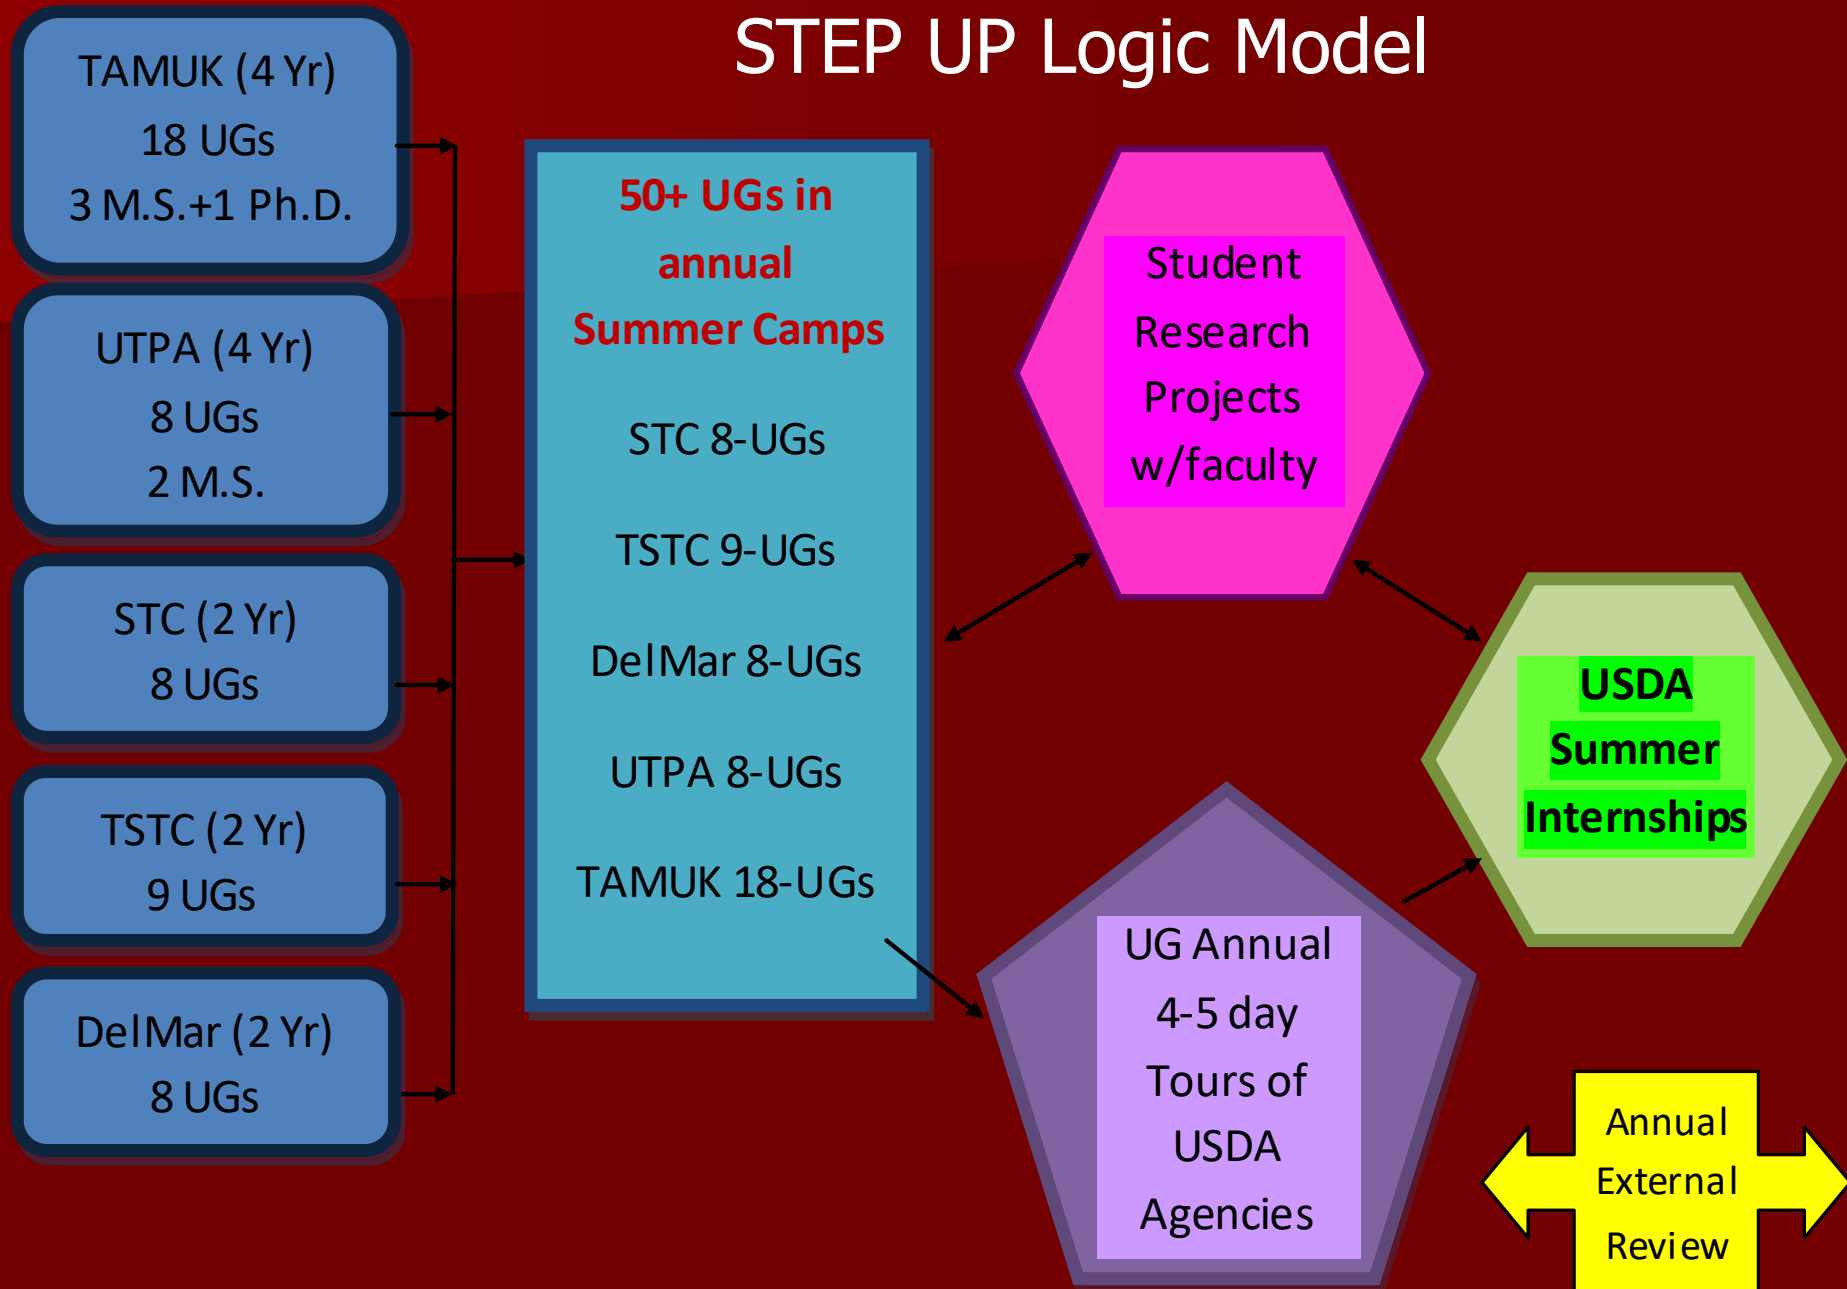 STEP UP Logic Model
TAMUK (4 Yr)
18 UGs
3 M.S.+1 Ph.D.
UTPA (4 Yr)
8 UGs
2 M.S.
STC (2 Yr)
8 UGs
TSTC (2 Yr)
9 UGs
DelMar (2 Yr)
8 UGs
50+ UGs in
annual
Summer Camps
STC 8-UGs
TSTC 9-UGs
DelMar 8-UGs
UTPA 8-UGs
TAMUK 18-UGs
Student
Research
Projects
w/faculty
USDA
Summer
Internships
UG Annual
4-5 day
Tours of
USDA
Agencies
Annual
External
Review